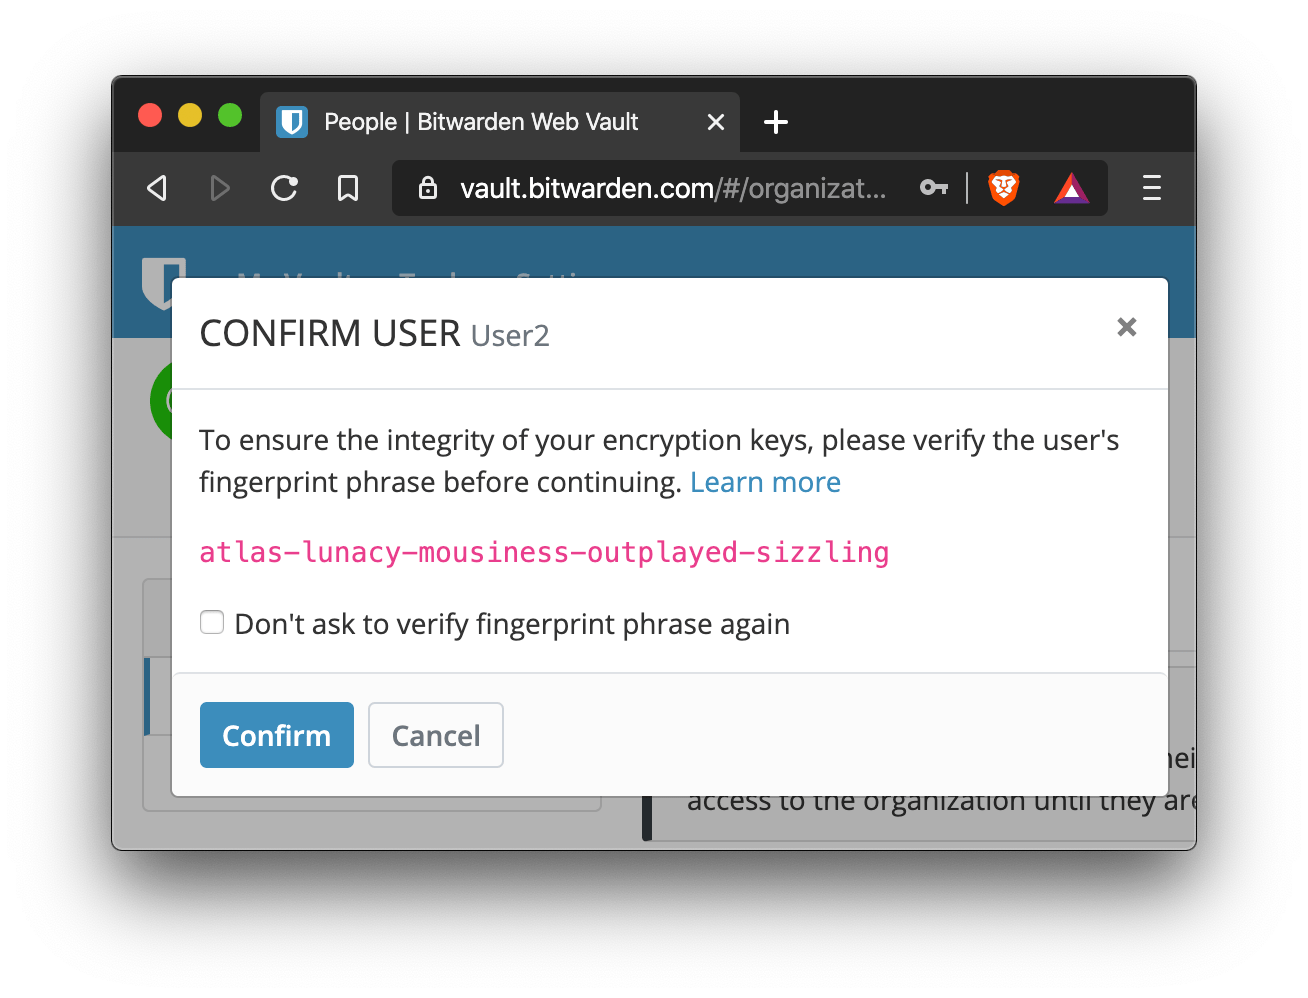 People | Bitwarden Web Vault
vault.bitwarden.com/#/organizat...
CONFIRM USER User2
To ensure the integrity of your encryption keys, please verify the user's
fingerprint phrase before continuing. Learn more
atlas-lunacy-mousiness-outplayed-sizzling
Don't ask to verify fingerprint phrase again
Confirm Cancel
access to the organization until they are